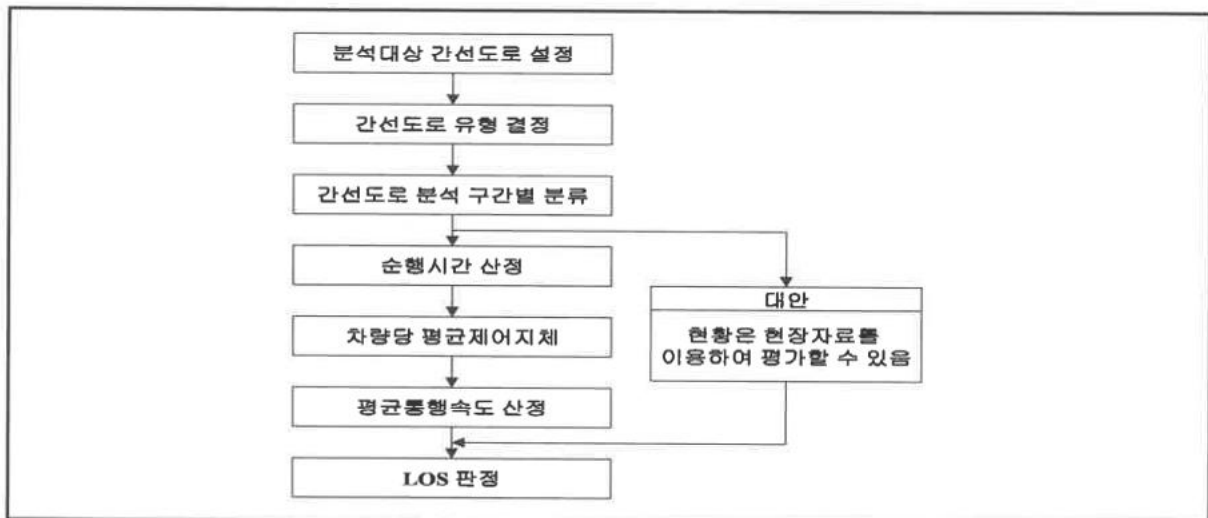 분석대상 간선도로 설정
간선도로 유형 결정
간선도로 분석 구간별 분류
순행시간 산정
차량당 평균제어지체
평균통행속도 산정
대안
현황은 현장자료를
이용하여 평가할 수 있음
LOS 판정